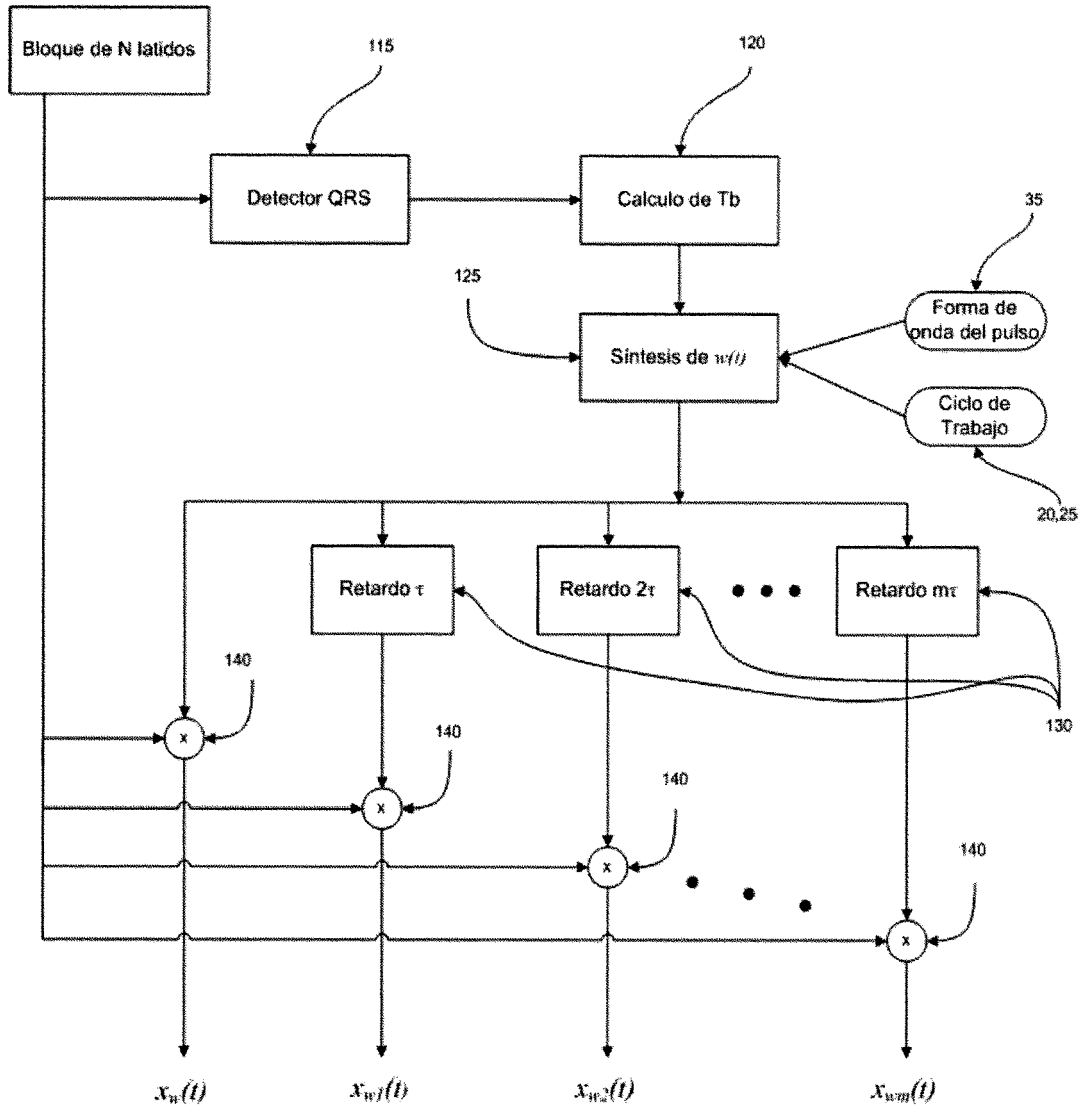 Bloque de N latidos
115
120
Detector QRS
Calculo de Tb
35
125
Forma de
onda del pulso
Síntesis de w(t)
Ciclo de
Trabajo
20,25
Retardo τ
Retardo 2τ
Retardo mτ
140
130
x
140
x
140
x
140
x
xw(t)
xw1(t)
xw2(t)
xwm(t)